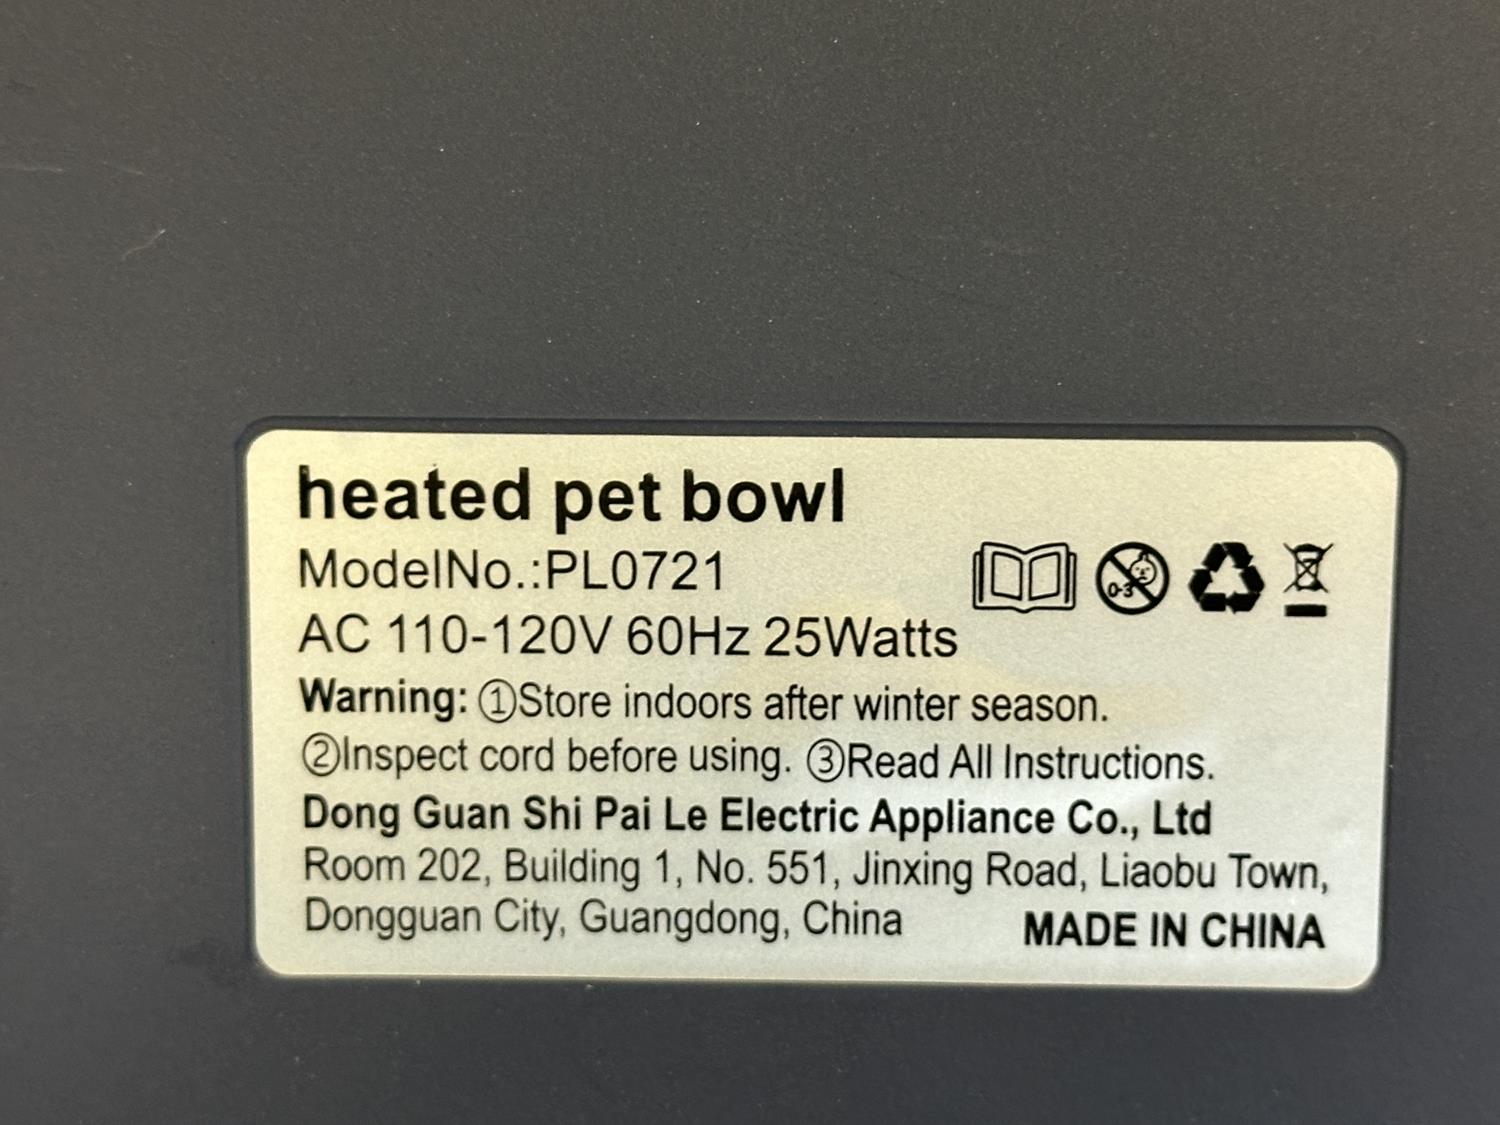 heated pet bowl
ModelNo.:PL0721
0-3
AC 110-120V 60Hz 25Watts
Warning: ①Store indoors after winter season.
②Inspect cord before using. ③Read All Instructions.
Dong Guan Shi Pai Le Electric Appliance Co., Ltd
Room 202, Building 1, No. 551, Jinxing Road, Liaobu Town,
Dongguan City, Guangdong, China
MADE IN CHINA